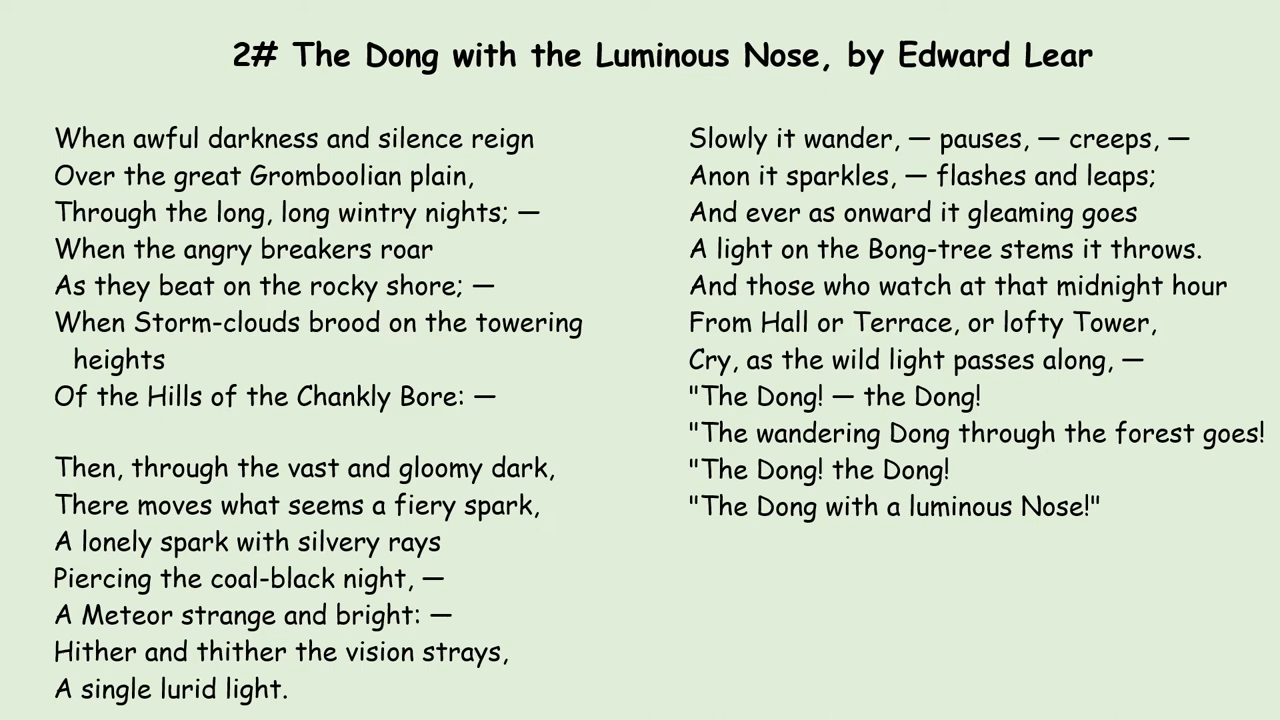 2# The Dong with the Luminous Nose, by Edward Lear
When awful darkness and silence reign
Over the great Gromboolian plain,
Through the long, long wintry nights; —
When the angry breakers roar
As they beat on the rocky shore; —
When Storm-clouds brood on the towering
heights
Of the Hills of the Chankly Bore: —
Then, through the vast and gloomy dark,
There moves what seems a fiery spark,
A lonely spark with silvery rays
Piercing the coal-black night, —
A Meteor strange and bright: —
Hither and thither the vision strays,
A single lurid light.
Slowly it wander, — pauses, — creeps, —
Anon it sparkles, — flashes and leaps;
And ever as onward it gleaming goes
A light on the Bong-tree stems it throws.
And those who watch at that midnight hour
From Hall or Terrace, or lofty Tower,
Cry, as the wild light passes along, —
"The Dong! — the Dong!
"The wandering Dong through the forest goes!
"The Dong! the Dong!
"The Dong with a luminous Nose!"